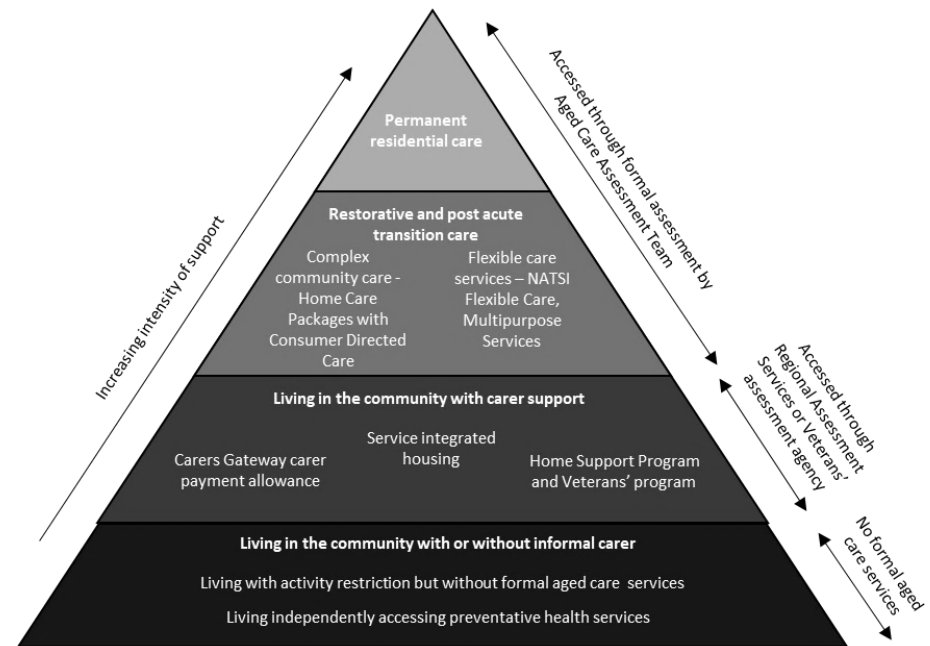 Permanent
residential care
Restorative and post acute
transition care
Complex
community care -
Home Care
Packages with
Consumer Directed
Care
Flexible care
services – NATSI
Flexible Care,
Multipurpose
Services
Living in the community with carer support
Carers Gateway carer
payment allowance
Service integrated
housing
Home Support Program
and Veterans’ program
Living in the community with or without informal carer
Living with activity restriction but without formal aged care services
Living independently accessing preventative health services
Increasing intensity of support
Accessed through formal assessment by
Aged Care Assessment Team
Accessed through
Regional Assessment
Services or Veterans’
assessment agency
No formal aged
care services